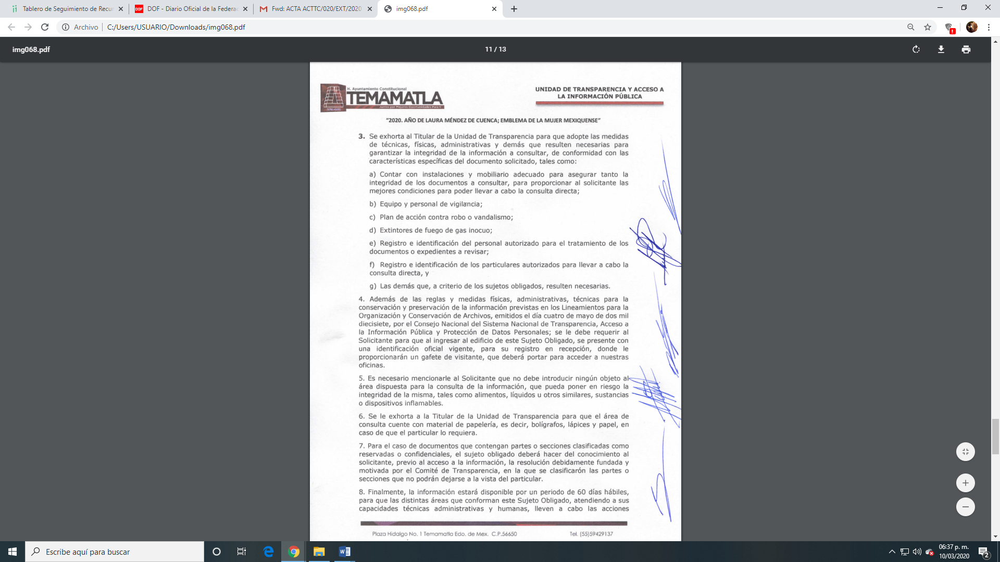 Tablero de Seguimiento de Recu
DOF - Diario Oficial de la Federac
Fwd: ACTA ACTTC/020/EXT/2020
img068.pdf
Archivo
C:/Users/USUARIO/Downloads/img068.pdf
img068.pdf
11 / 13
H. Ayuntamiento Constitucional
TEMAMATLA
Juntos por Mejores Oportunidades Para ti
UNIDAD DE TRANSPARENCIA Y ACCESO A
LA INFORMACIÓN PÚBLICA
"2020. AÑO DE LAURA MÉNDEZ DE CUENCA; EMBLEMA DE LA MUJER MEXIQUENSE"
3. Se exhorta al Titular de la Unidad de Transparencia para que adopte las medidas
de técnicas, físicas, administrativas y demás que resulten necesarias para
garantizar la integridad de la información a consultar, de conformidad con las
características específicas del documento solicitado, tales como:
a) Contar con instalaciones y mobiliario adecuado para asegurar tanto la
integridad de los documentos a consultar, para proporcionar al solicitante las
mejores condiciones para poder llevar a cabo la consulta directa;
b) Equipo y personal de vigilancia;
c) Plan de acción contra robo o vandalismo;
d) Extintores de fuego de gas inocuo;
e) Registro e identificación del personal autorizado para el tratamiento de los
documentos o expedientes a revisar;
f) Registro e identificación de los particulares autorizados para llevar a cabo la
consulta directa, y
g) Las demás que, a criterio de los sujetos obligados, resulten necesarias.
4. Además de las reglas y medidas físicas, administrativas, técnicas para la
conservación y preservación de la información previstas en los Lineamientos para la
Organización y Conservación de Archivos, emitidos el día cuatro de mayo de dos mil
diecisiete, por el Consejo Nacional del Sistema Nacional de Transparencia, Acceso a
la Información Pública y Protección de Datos Personales; se le debe requerir al
Solicitante para que al ingresar al edificio de este Sujeto Obligado, se presente con
una identificación oficial vigente, para su registro en recepción, donde le
proporcionarán un gafete de visitante, que deberá portar para acceder a nuestras
oficinas.
5. Es necesario mencionarle al Solicitante que no debe introducir ningún objeto al
área dispuesta para la consulta de la información, que pueda poner en riesgo la
integridad de la misma, tales como alimentos, líquidos u otros similares, sustancias
o dispositivos inflamables.
6. Se le exhorta a la Titular de la Unidad de Transparencia para que el área de
consulta cuente con material de papelería, es decir, bolígrafos, lápices y papel, en
caso de que el particular lo requiera.
7. Para el caso de documentos que contengan partes o secciones clasificadas como
reservadas o confidenciales, el sujeto obligado deberá hacer del conocimiento al
solicitante, previo al acceso a la información, la resolución debidamente fundada y
motivada por el Comité de Transparencia, en la que se clasificarón las partes o
secciones que no podrán dejarse a la vista del particular.
8. Finalmente, la información estará disponible por un periodo de 60 días hábiles,
para que las distintas áreas que conforman este Sujeto Obligado, atendiendo a sus
capacidades técnicas administrativas y humanas, lleven a cabo las acciones
Plaza Hidalgo No. 1 Temamatla Edo. de Mex. C.P.56650
Tel. (55)59429137
Escribe aquí para buscar
06:37 p. m.
10/03/2020
2